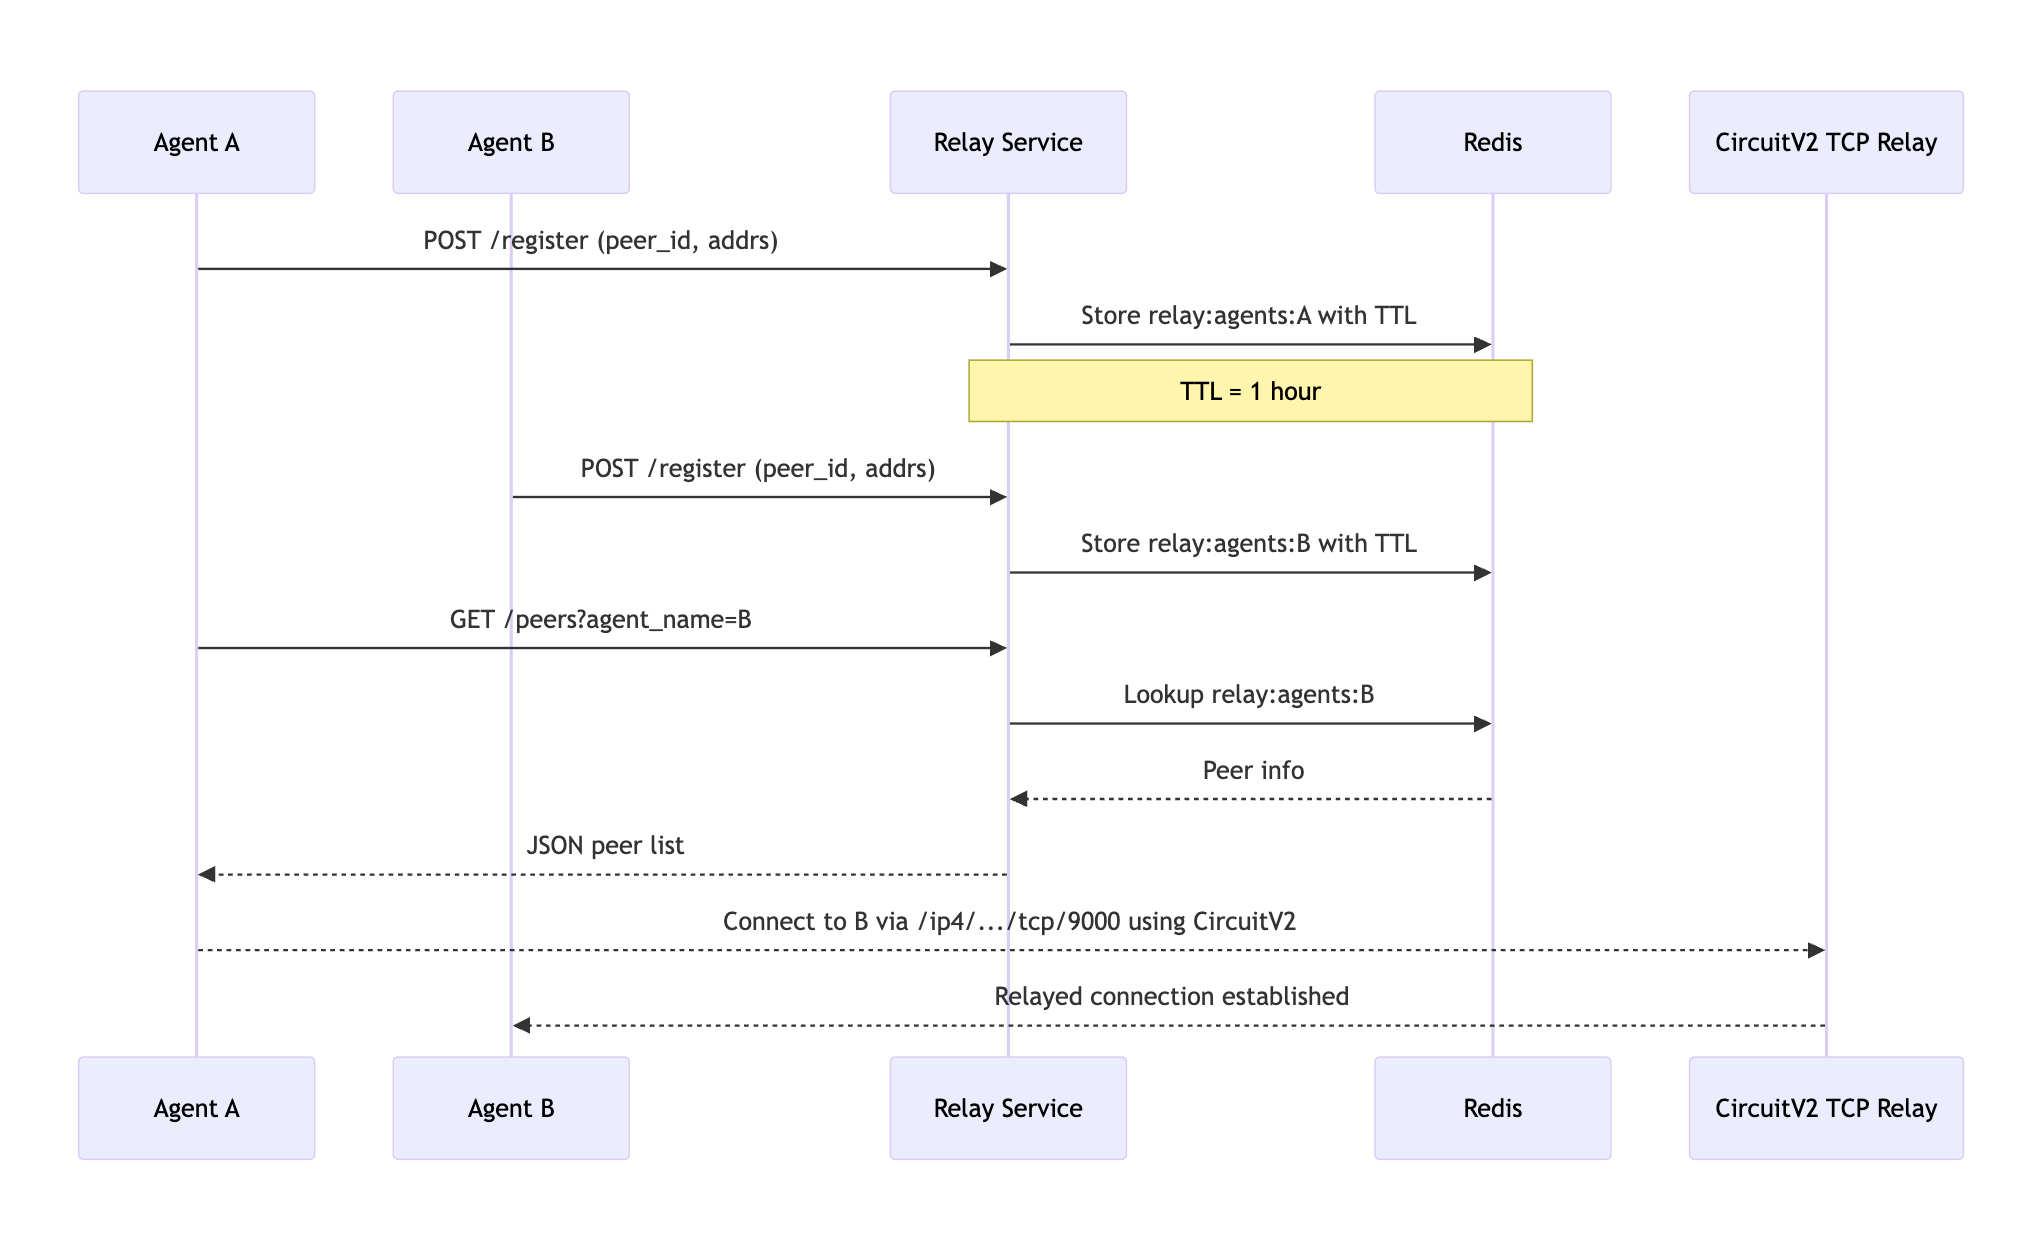 Agent A
Agent B
Relay Service
Redis
CircuitV2 TCP Relay
POST /register (peer_id, addrs)
Store relay:agents:A with TTL
TTL = 1 hour
POST /register (peer_id, addrs)
Store relay:agents:B with TTL
GET /peers?agent_name=B
Lookup relay:agents:B
Peer info
JSON peer list
Connect to B via /ip4/.../tcp/9000 using CircuitV2
Relayed connection established
Agent A
Agent B
Relay Service
Redis
CircuitV2 TCP Relay